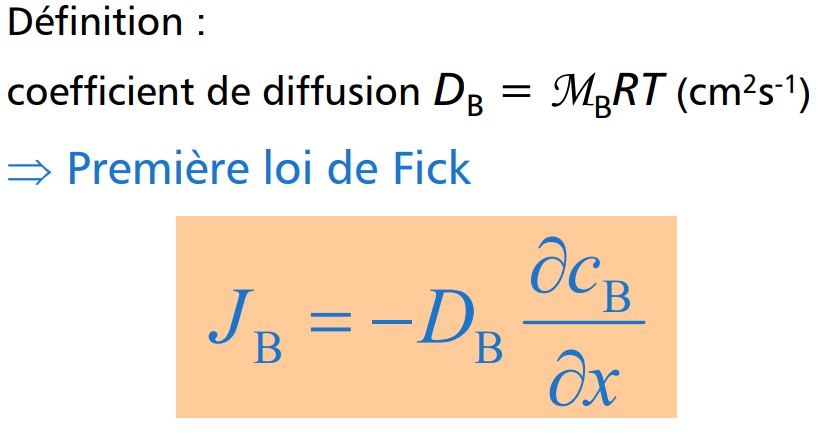 Définition :
coefficient de diffusion D_B = ℳ_B RT (cm²s⁻¹)
⇒ Première loi de Fick
J_B = −D_B ∂c_B/∂x